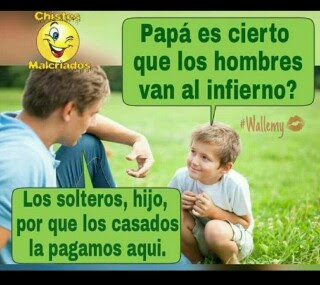 Chistes
Malcriados
Papá es cierto
que los hombres
van al infierno?
#Wallemy
Los solteros, hijo,
por que los casados
la pagamos aqui.